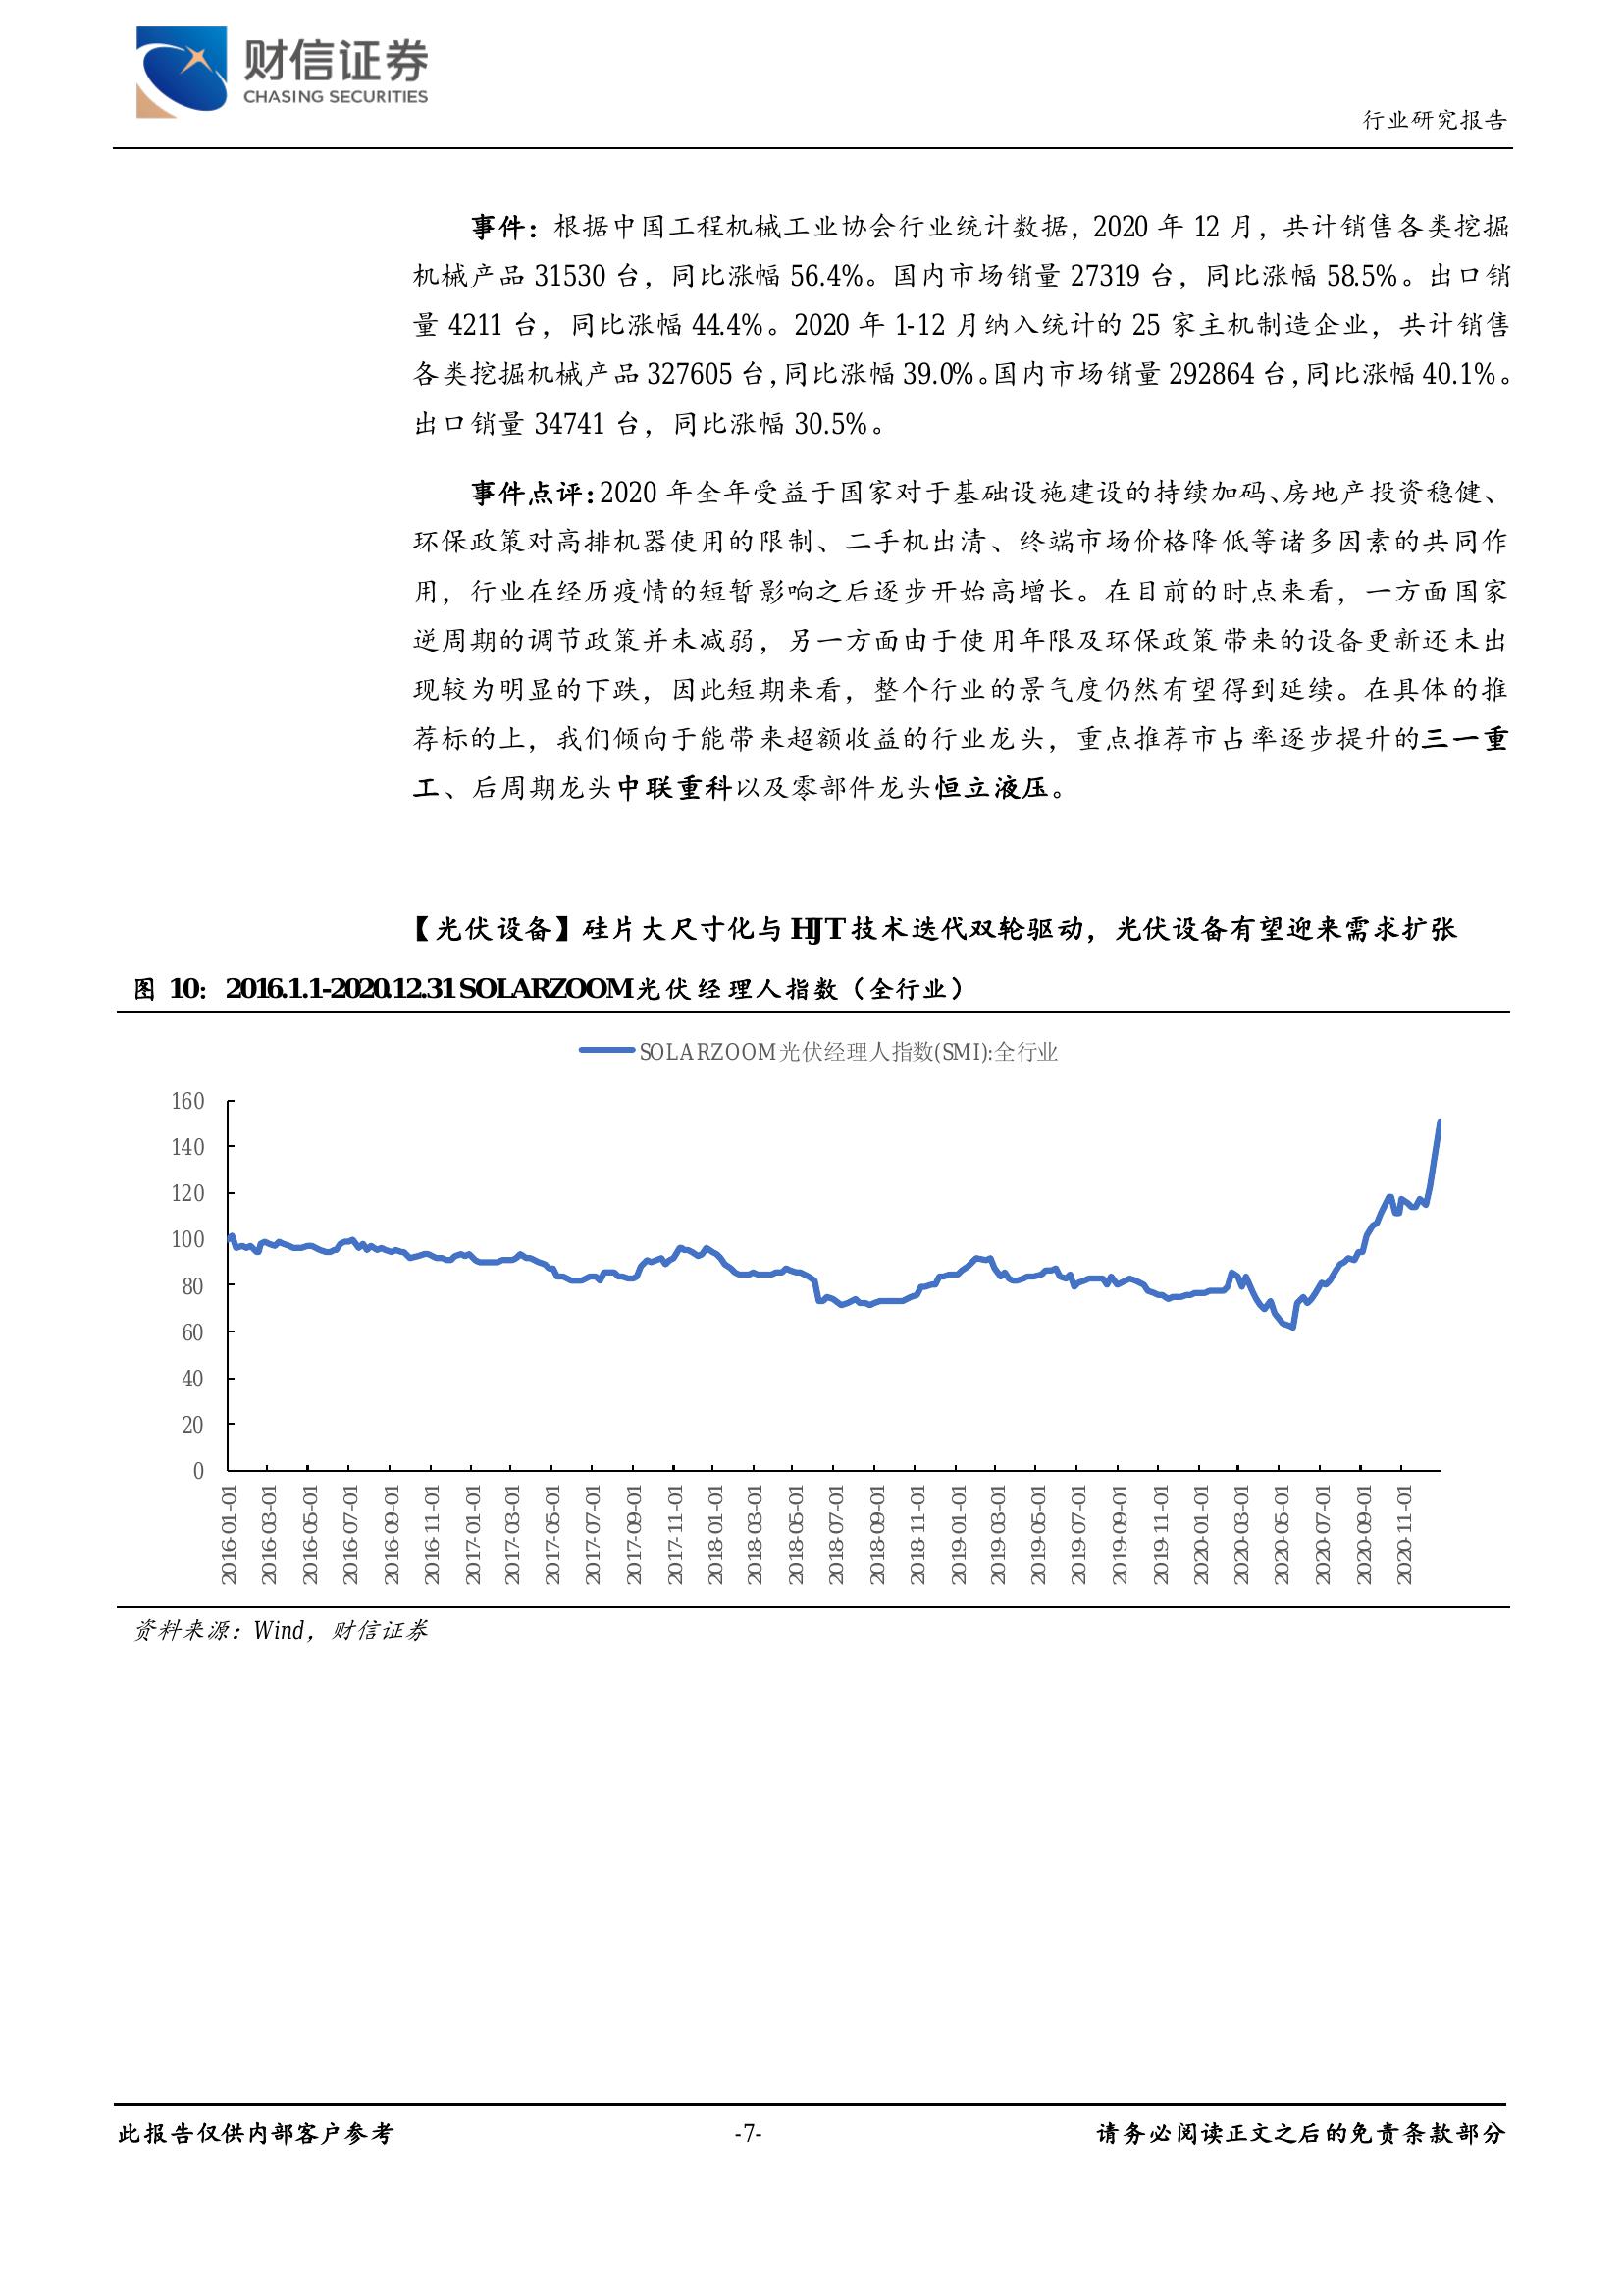 财信证券
CHASING SECURITIES
行业研究报告
事件：根据中国工程机械工业协会行业统计数据，2020 年 12 月，共计销售各类挖掘
机械产品 31530 台，同比涨幅 56.4%。国内市场销量 27319 台，同比涨幅 58.5%。出口销
量 4211 台，同比涨幅 44.4%。2020 年 1-12 月纳入统计的 25 家主机制造企业，共计销售
各类挖掘机械产品 327605 台，同比涨幅 39.0%。国内市场销量 292864 台，同比涨幅 40.1%。
出口销量 34741 台，同比涨幅 30.5%。
事件点评：2020 年全年受益于国家对于基础设施建设的持续加码、房地产投资稳健、
环保政策对高排机器使用的限制、二手机出清、终端市场价格降低等诸多因素的共同作
用，行业在经历疫情的短暂影响之后逐步开始高增长。在目前的时点来看，一方面国家
逆周期的调节政策并未减弱，另一方面由于使用年限及环保政策带来的设备更新还未出
现较为明显的下跌，因此短期来看，整个行业的景气度仍然有望得到延续。在具体的推
荐标的上，我们倾向于能带来超额收益的行业龙头，重点推荐市占率逐步提升的三一重
工、后周期龙头中联重科以及零部件龙头恒立液压。
【光伏设备】硅片大尺寸化与 HJT 技术迭代双轮驱动，光伏设备有望迎来需求扩张
图 10：2016.1.1-2020.12.31 SOLARZOOM 光伏经理人指数（全行业）
SOLARZOOM光伏经理人指数(SMI):全行业
160
140
120
100
80
60
40
20
0
2016-01-01
2016-03-01
2016-05-01
2016-07-01
2016-09-01
2016-11-01
2017-01-01
2017-03-01
2017-05-01
2017-07-01
2017-09-01
2017-11-01
2018-01-01
2018-03-01
2018-05-01
2018-07-01
2018-09-01
2018-11-01
2019-01-01
2019-03-01
2019-05-01
2019-07-01
2019-09-01
2019-11-01
2020-01-01
2020-03-01
2020-05-01
2020-07-01
2020-09-01
2020-11-01
资料来源：Wind，财信证券
此报告仅供内部客户参考
-7-
请务必阅读正文之后的免责条款部分